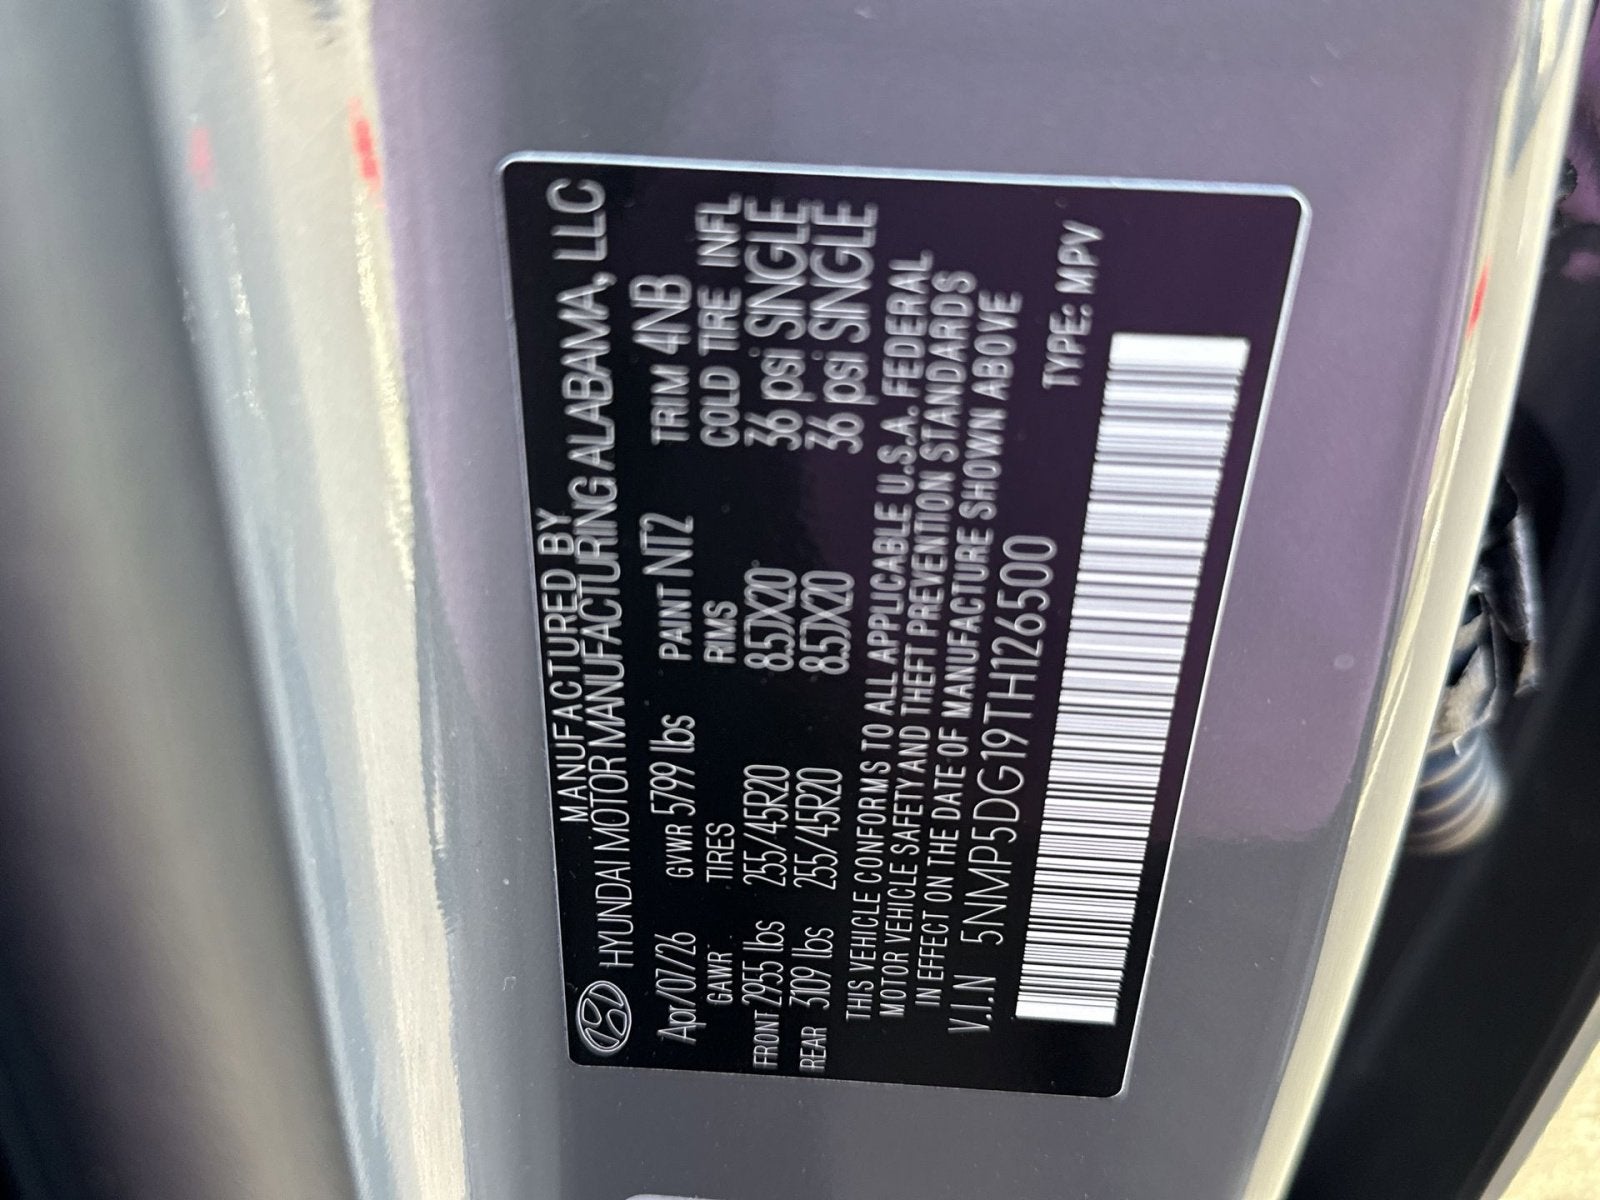 MANUFACTURED BY
HYUNDAI MOTOR MANUFACTURING ALABAMA, LLC
Apr/07/26 GVWR 5799 lbs PAINT NT2 TRIM 4NB
GAWR TIRES RIMS COLD TIRE INFL
FRONT 2955 lbs 255/45R20 8.5JX20 36 psi SINGLE
REAR 3109 lbs 255/45R20 8.5JX20 36 psi SINGLE
THIS VEHICLE CONFORMS TO ALL APPLICABLE U.S.A. FEDERAL
MOTOR VEHICLE SAFETY AND THEFT PREVENTION STANDARDS
IN EFFECT ON THE DATE OF MANUFACTURE SHOWN ABOVE
V.I.N 5NMP5DG19TH126500 TYPE: MPV